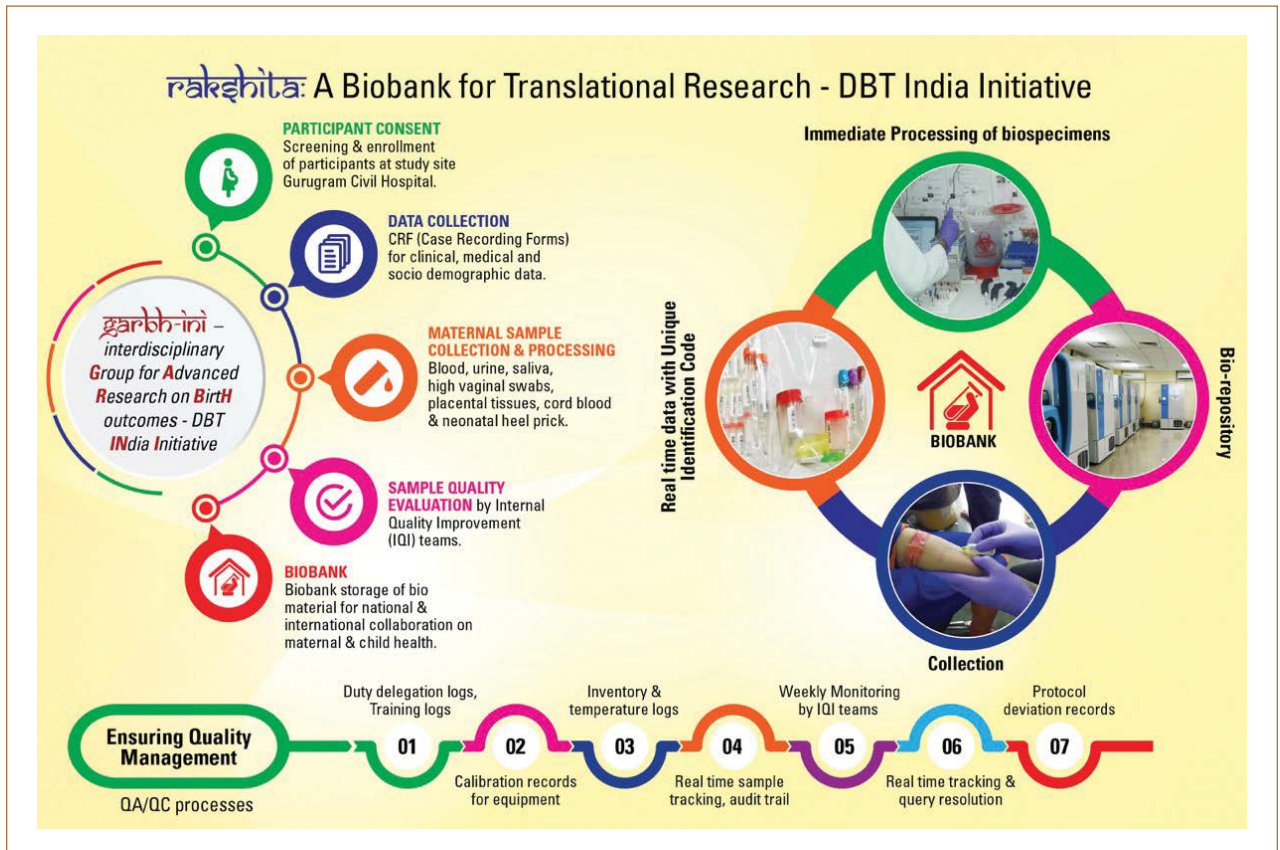 rakshita: A Biobank for Translational Research - DBT India Initiative
PARTICIPANT CONSENT
Screening & enrollment
of participants at study site
Gurugram Civil Hospital.
DATA COLLECTION
CRF (Case Recording Forms)
for clinical, medical and
socio demographic data.
garbh-ini –
interdisciplinary
Group for Advanced
Research on BirtH
outcomes - DBT
INdia Initiative
MATERNAL SAMPLE
COLLECTION & PROCESSING
Blood, urine, saliva,
high vaginal swabs,
placental tissues, cord blood
& neonatal heel prick.
SAMPLE QUALITY
EVALUATION by Internal
Quality Improvement
(IQI) teams.
BIOBANK
Biobank storage of bio
material for national &
international collaboration on
maternal & child health.
Immediate Processing of biospecimens
Real time data with Unique
Identification Code
BIOBANK
Bio-repository
Collection
Ensuring Quality
Management
QA/QC processes
Duty delegation logs,
Training logs
01
02
Calibration records
for equipment
Inventory &
temperature logs
03
04
Real time sample
tracking, audit trail
Weekly Monitoring
by IQI teams
05
06
Real time tracking &
query resolution
Protocol
deviation records
07